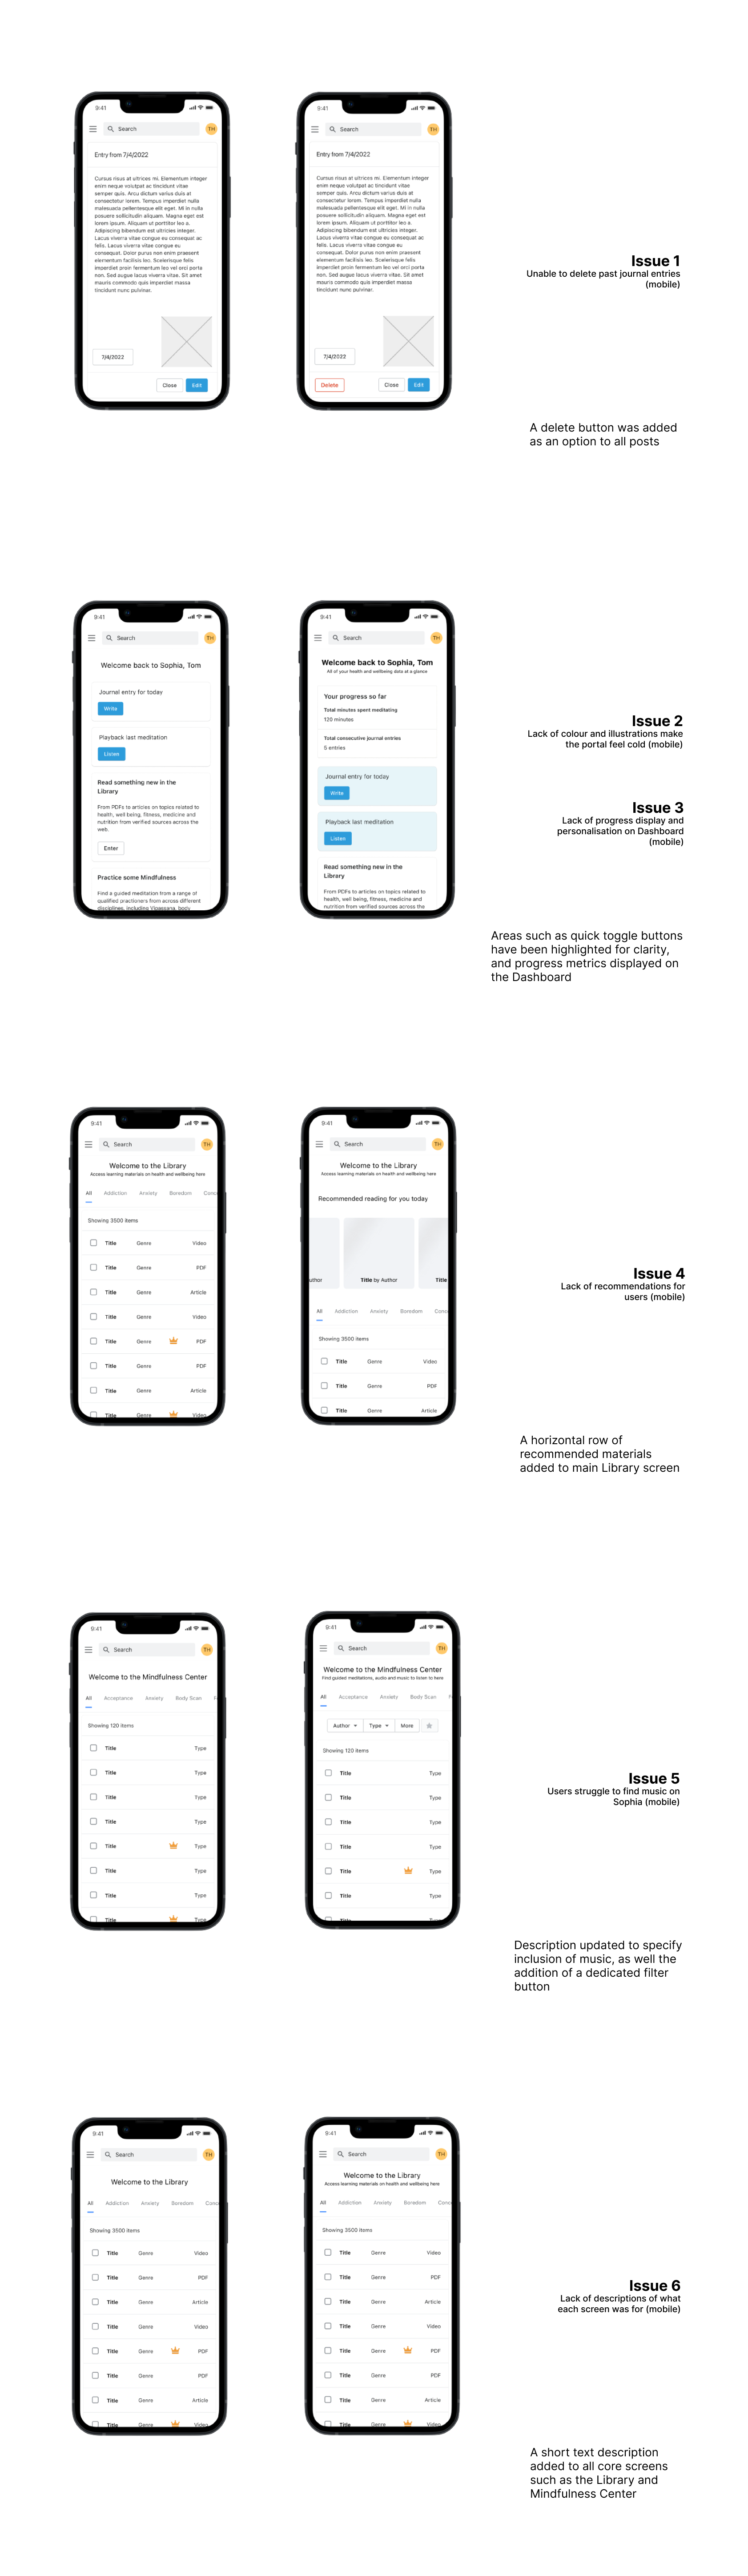 9:41
Search
TH
Entry from 7/4/2022
Cursus risus at ultrices mi. Elementum integer
enim neque volutpat ac tincidunt vitae
semper quis. Arcu dictum varius duis at
consectetur lorem. Tempus imperdiet nulla
malesuada pellentesque elit eget. Mi in nulla
posuere sollicitudin aliquam. Magna eget est
lorem ipsum. Aliquam ut porttitor leo a.
Adipiscing bibendum est ultricies integer.
Lacus viverra vitae congue eu consequat ac
felis. Lacus viverra vitae congue eu
consequat. Dolor purus non enim praesent
elementum facilisis leo. Scelerisque felis
imperdiet proin fermentum leo vel orci porta
non. Sed augue lacus viverra vitae. Sit amet
mauris commodo quis imperdiet massa
tincidunt nunc pulvinar.
7/4/2022
Close
Edit
9:41
Search
TH
Entry from 7/4/2022
Cursus risus at ultrices mi. Elementum integer
enim neque volutpat ac tincidunt vitae
semper quis. Arcu dictum varius duis at
consectetur lorem. Tempus imperdiet nulla
malesuada pellentesque elit eget. Mi in nulla
posuere sollicitudin aliquam. Magna eget est
lorem ipsum. Aliquam ut porttitor leo a.
Adipiscing bibendum est ultricies integer.
Lacus viverra vitae congue eu consequat ac
felis. Lacus viverra vitae congue eu
consequat. Dolor purus non enim praesent
elementum facilisis leo. Scelerisque felis
imperdiet proin fermentum leo vel orci porta
non. Sed augue lacus viverra vitae. Sit amet
mauris commodo quis imperdiet massa
tincidunt nunc pulvinar.
7/4/2022
Delete
Close
Edit
Issue 1
Unable to delete past journal entries
(mobile)
A delete button was added
as an option to all posts
9:41
Search
TH
Welcome back to Sophia, Tom
Journal entry for today
Write
Playback last meditation
Listen
Read something new in the
Library
From PDFs to articles on topics related to
health, well being, fitness, medicine and
nutrition from verified sources across the
web.
Enter
Practice some Mindfulness
Find a guided meditation from a range of
qualified practitioners from across different
disciplines, including Vipassana, body
9:41
Search
TH
Welcome back to Sophia, Tom
All of your health and wellbeing data at a glance
Your progress so far
Total minutes spent meditating
120 minutes
Total consecutive journal entries
5 entries
Journal entry for today
Write
Playback last meditation
Listen
Read something new in the
Library
From PDFs to articles on topics related to
health, well being, fitness, medicine and
nutrition from verified sources across the
Issue 2
Lack of colour and illustrations make
the portal feel cold (mobile)
Issue 3
Lack of progress display and
personalisation on Dashboard
(mobile)
Areas such as quick toggle buttons
have been highlighted for clarity,
and progress metrics displayed on
the Dashboard
9:41
Search
TH
Welcome to the Library
Access learning materials on health and wellbeing here
All Addiction Anxiety Boredom Conc
Showing 3500 items
Title Genre Video
Title Genre PDF
Title Genre Article
Title Genre Video
Title Genre PDF
Title Genre PDF
Title Genre Article
Title Genre Video
9:41
Search
TH
Welcome to the Library
Access learning materials on health and wellbeing here
Recommended reading for you today
uthor
Title by Author
Title
All Addiction Anxiety Boredom Conc
Showing 3500 items
Title Genre Video
Title Genre PDF
Title Genre Article
Issue 4
Lack of recommendations for
users (mobile)
A horizontal row of
recommended materials
added to main Library screen
9:41
Search
TH
Welcome to the Mindfulness Center
All Acceptance Anxiety Body Scan F
Showing 120 items
Title Type
Title Type
Title Type
Title Type
Title Type
Title Type
Title Type
Title Type
9:41
Search
TH
Welcome to the Mindfulness Center
Find guided meditations, audio and music to listen to here
All Acceptance Anxiety Body Scan F
Author Type More
Showing 120 items
Title Type
Title Type
Title Type
Title Type
Title Type
Title Type
Issue 5
Users struggle to find music on
Sophia (mobile)
Description updated to specify
inclusion of music, as well the
addition of a dedicated filter
button
9:41
Search
TH
Welcome to the Library
All Addiction Anxiety Boredom Conc
Showing 3500 items
Title Genre Video
Title Genre PDF
Title Genre Article
Title Genre Video
Title Genre PDF
Title Genre PDF
Title Genre Article
Title Genre Video
9:41
Search
TH
Welcome to the Library
Access learning materials on health and wellbeing here
All Addiction Anxiety Boredom Conc
Showing 3500 items
Title Genre Video
Title Genre PDF
Title Genre Article
Title Genre Video
Title Genre PDF
Title Genre PDF
Title Genre Article
Title Genre Video
Issue 6
Lack of descriptions of what
each screen was for (mobile)
A short text description
added to all core screens
such as the Library and
Mindfulness Center